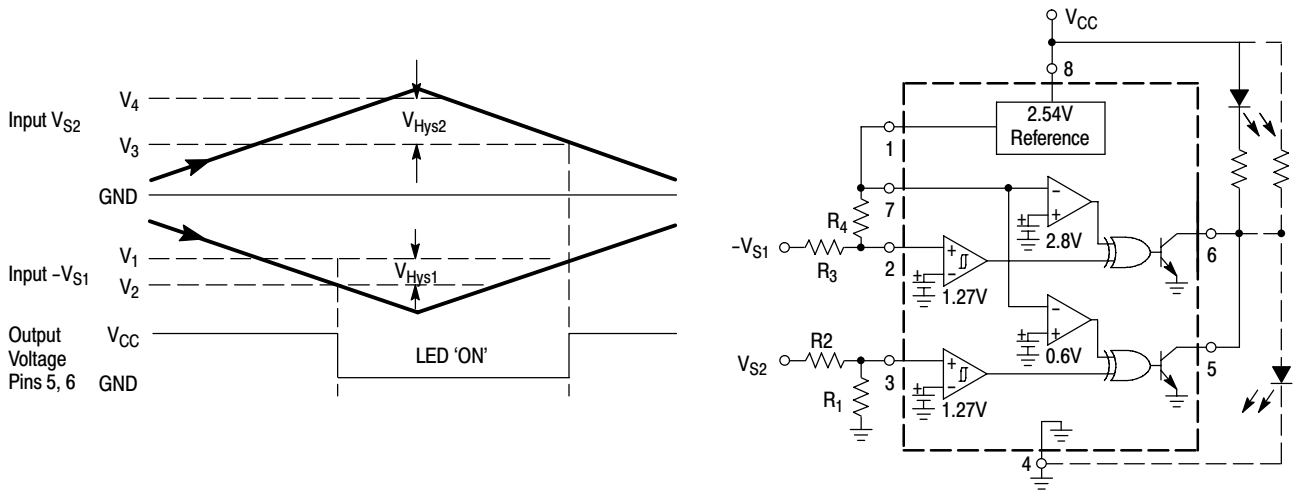 Input VS2
V4
V3
VHys2
GND
Input –VS1
V1
V2
VHys1
Output
Voltage
Pins 5, 6
VCC
GND
LED 'ON'
VCC
8
2.54V
Reference
1
7
R4
–
+
2.8V
6
–VS1
R3
2
+
–
1.27V
–
+
0.6V
VS2
R2
3
R1
+
–
1.27V
5
4
+
+
+
+